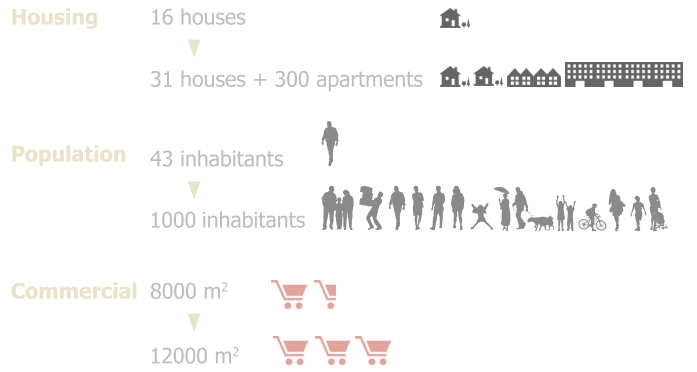 Housing 16 houses
31 houses + 300 apartments
Population 43 inhabitants
1000 inhabitants
Commercial 8000 m²
12000 m²